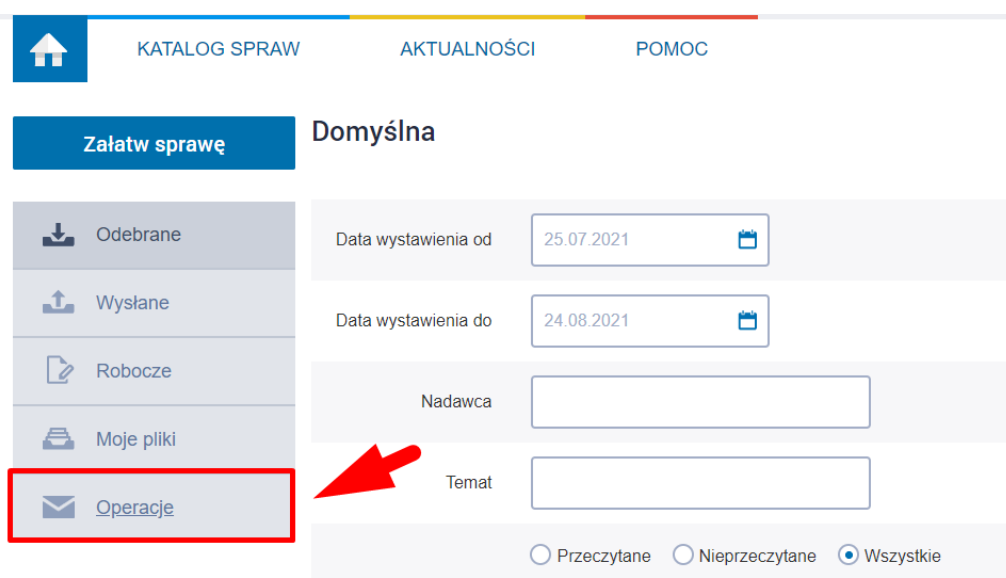 KATALOG SPRAW AKTUALNOŚCI POMOC
Załatw sprawę
Domyślna
Odebrane
Wysłane
Robocze
Moje pliki
Operacje
Data wystawienia od 25.07.2021
Data wystawienia do 24.08.2021
Nadawca
Temat
Przeczytane Nieprzeczytane Wszystkie